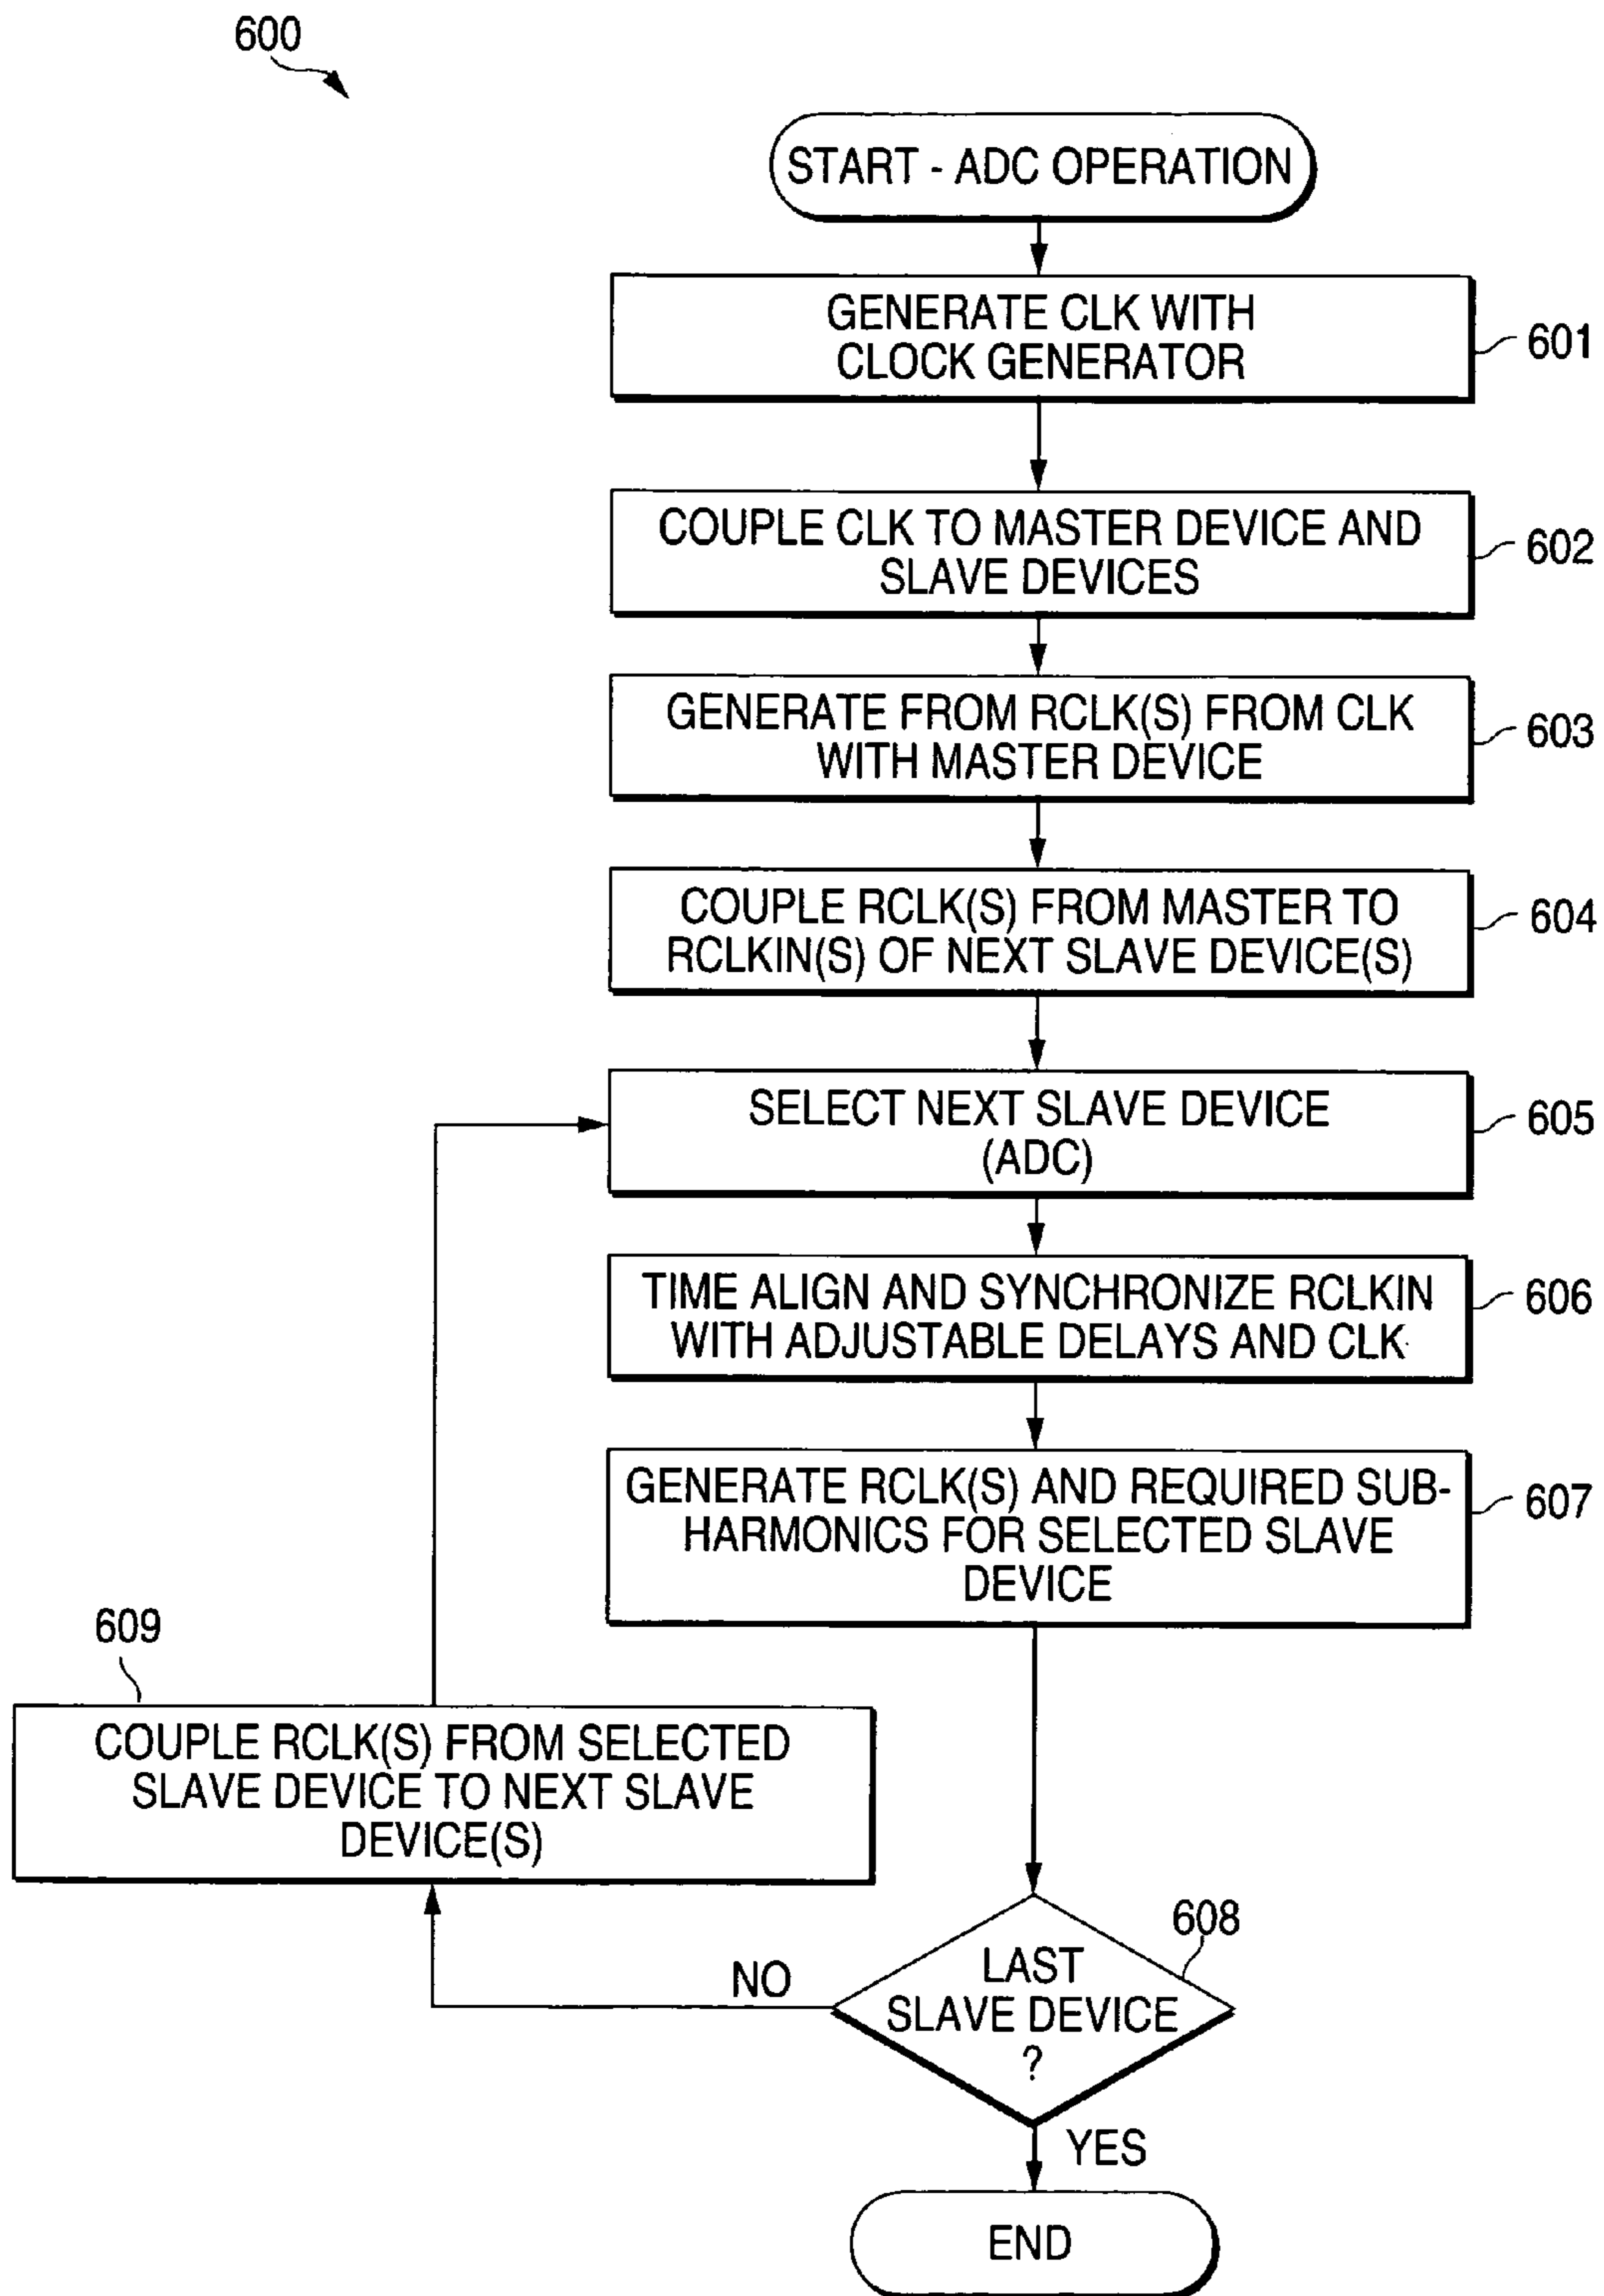 600
START - ADC OPERATION
GENERATE CLK WITH
CLOCK GENERATOR
601
COUPLE CLK TO MASTER DEVICE AND
SLAVE DEVICES
602
GENERATE FROM RCLK(S) FROM CLK
WITH MASTER DEVICE
603
COUPLE RCLK(S) FROM MASTER TO
RCLKIN(S) OF NEXT SLAVE DEVICE(S)
604
SELECT NEXT SLAVE DEVICE
(ADC)
605
TIME ALIGN AND SYNCHRONIZE RCLKIN
WITH ADJUSTABLE DELAYS AND CLK
606
GENERATE RCLK(S) AND REQUIRED SUB-
HARMONICS FOR SELECTED SLAVE
DEVICE
607
609
COUPLE RCLK(S) FROM SELECTED
SLAVE DEVICE TO NEXT SLAVE
DEVICE(S)
608
LAST
SLAVE DEVICE
?
NO
YES
END